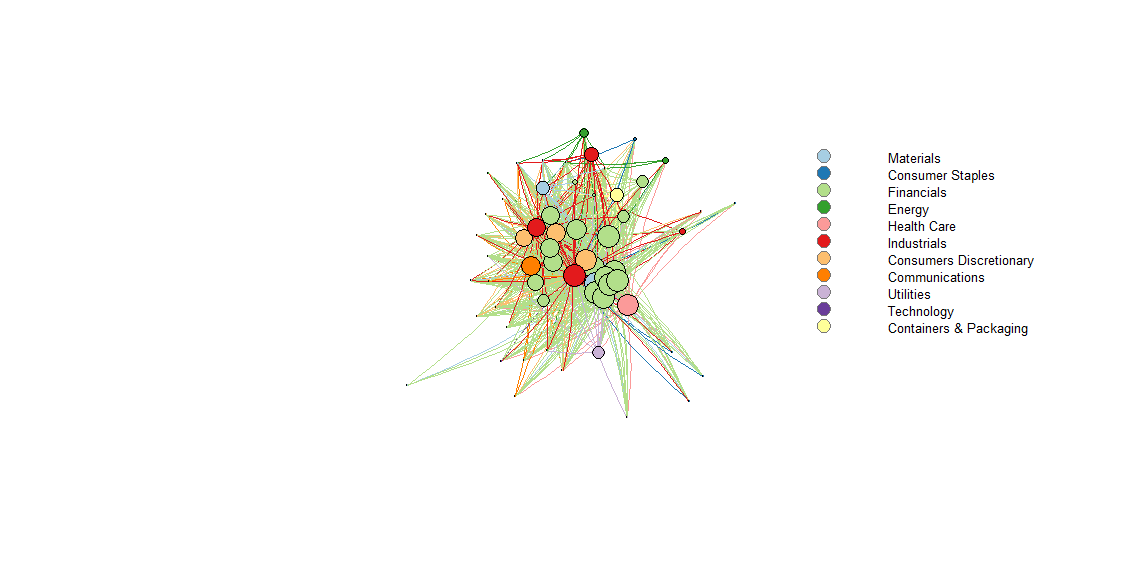 Materials
Consumer Staples
Financials
Energy
Health Care
Industrials
Consumers Discretionary
Communications
Utilities
Technology
Containers & Packaging